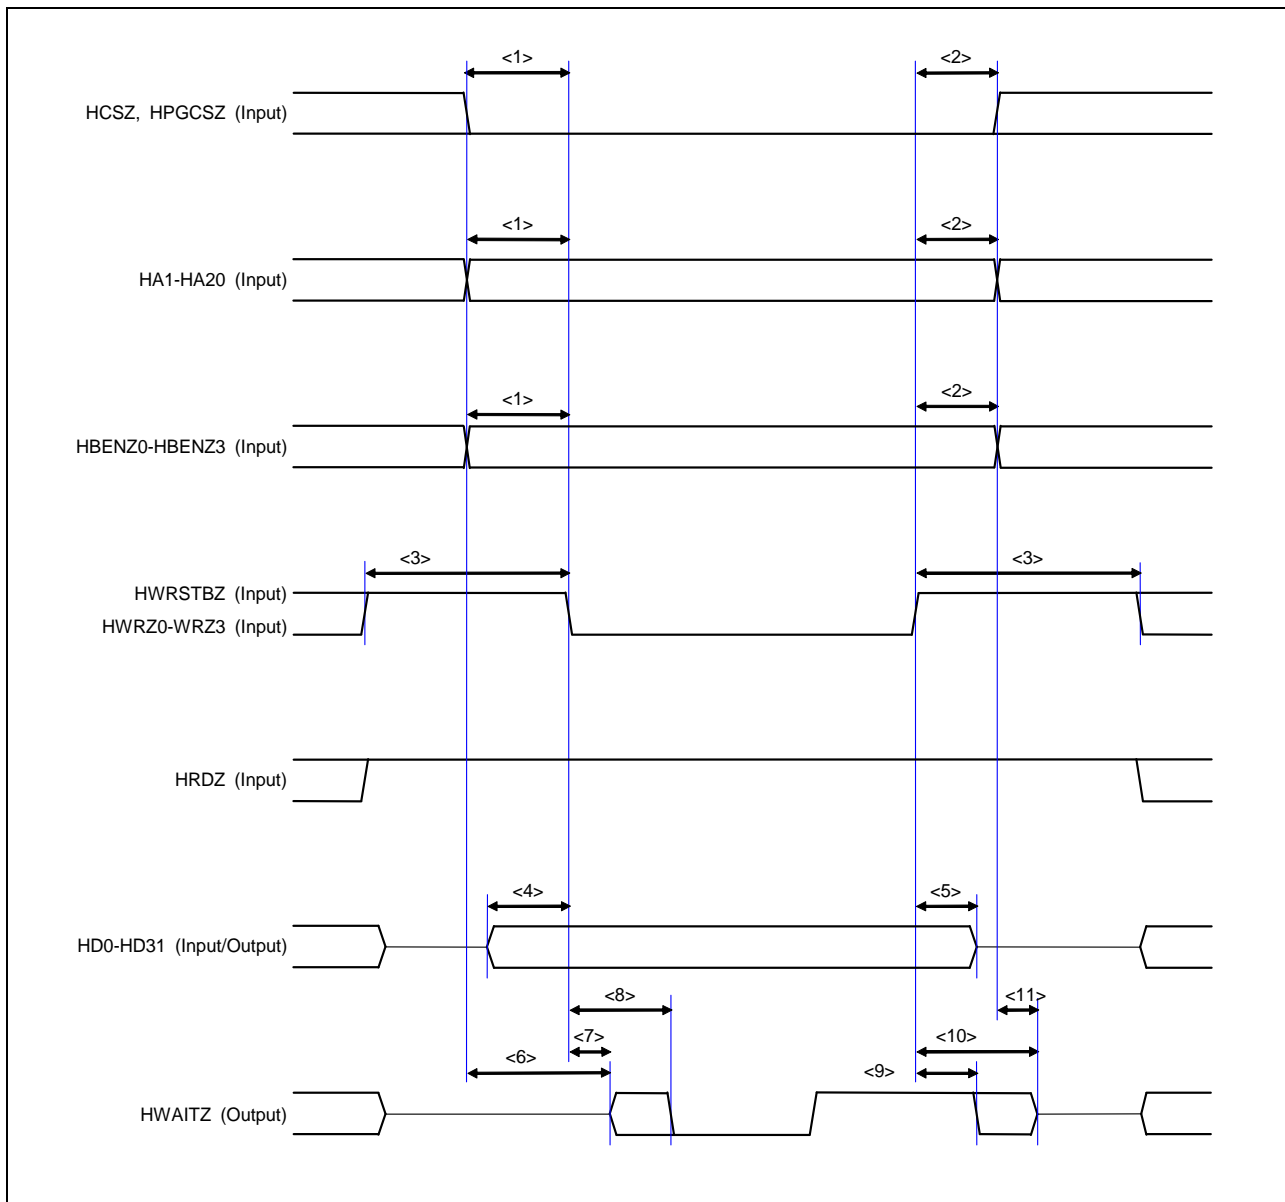 <1> <2>
HCSZ, HPGCSZ (Input)
<1> <2>
HA1-HA20 (Input)
<1> <2>
HBENZ0-HBENZ3 (Input)
<3> <3>
HWRSTBZ (Input)
HWRZ0-WRZ3 (Input)
HRDZ (Input)
<4> <5>
HD0-HD31 (Input/Output)
<8> <11>
<7> <10>
<6> <9>
HWAITZ (Output)